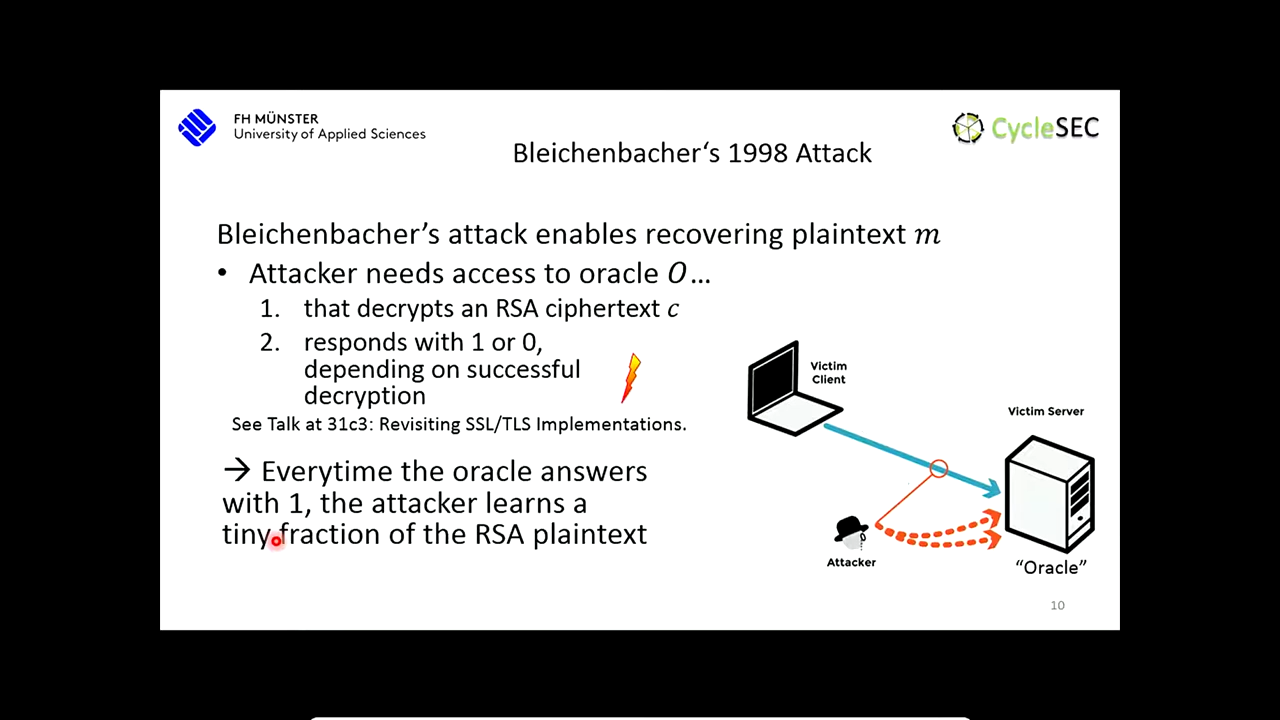 FH MÜNSTER
University of Applied Sciences
CycleSEC
Bleichenbacher‘s 1998 Attack
Bleichenbacher’s attack enables recovering plaintext m
• Attacker needs access to oracle O…
1. that decrypts an RSA ciphertext c
2. responds with 1 or 0,
depending on successful
decryption
See Talk at 31c3: Revisiting SSL/TLS Implementations.
→ Everytime the oracle answers
with 1, the attacker learns a
tiny fraction of the RSA plaintext
Victim
Client
Victim Server
Attacker
“Oracle”
10